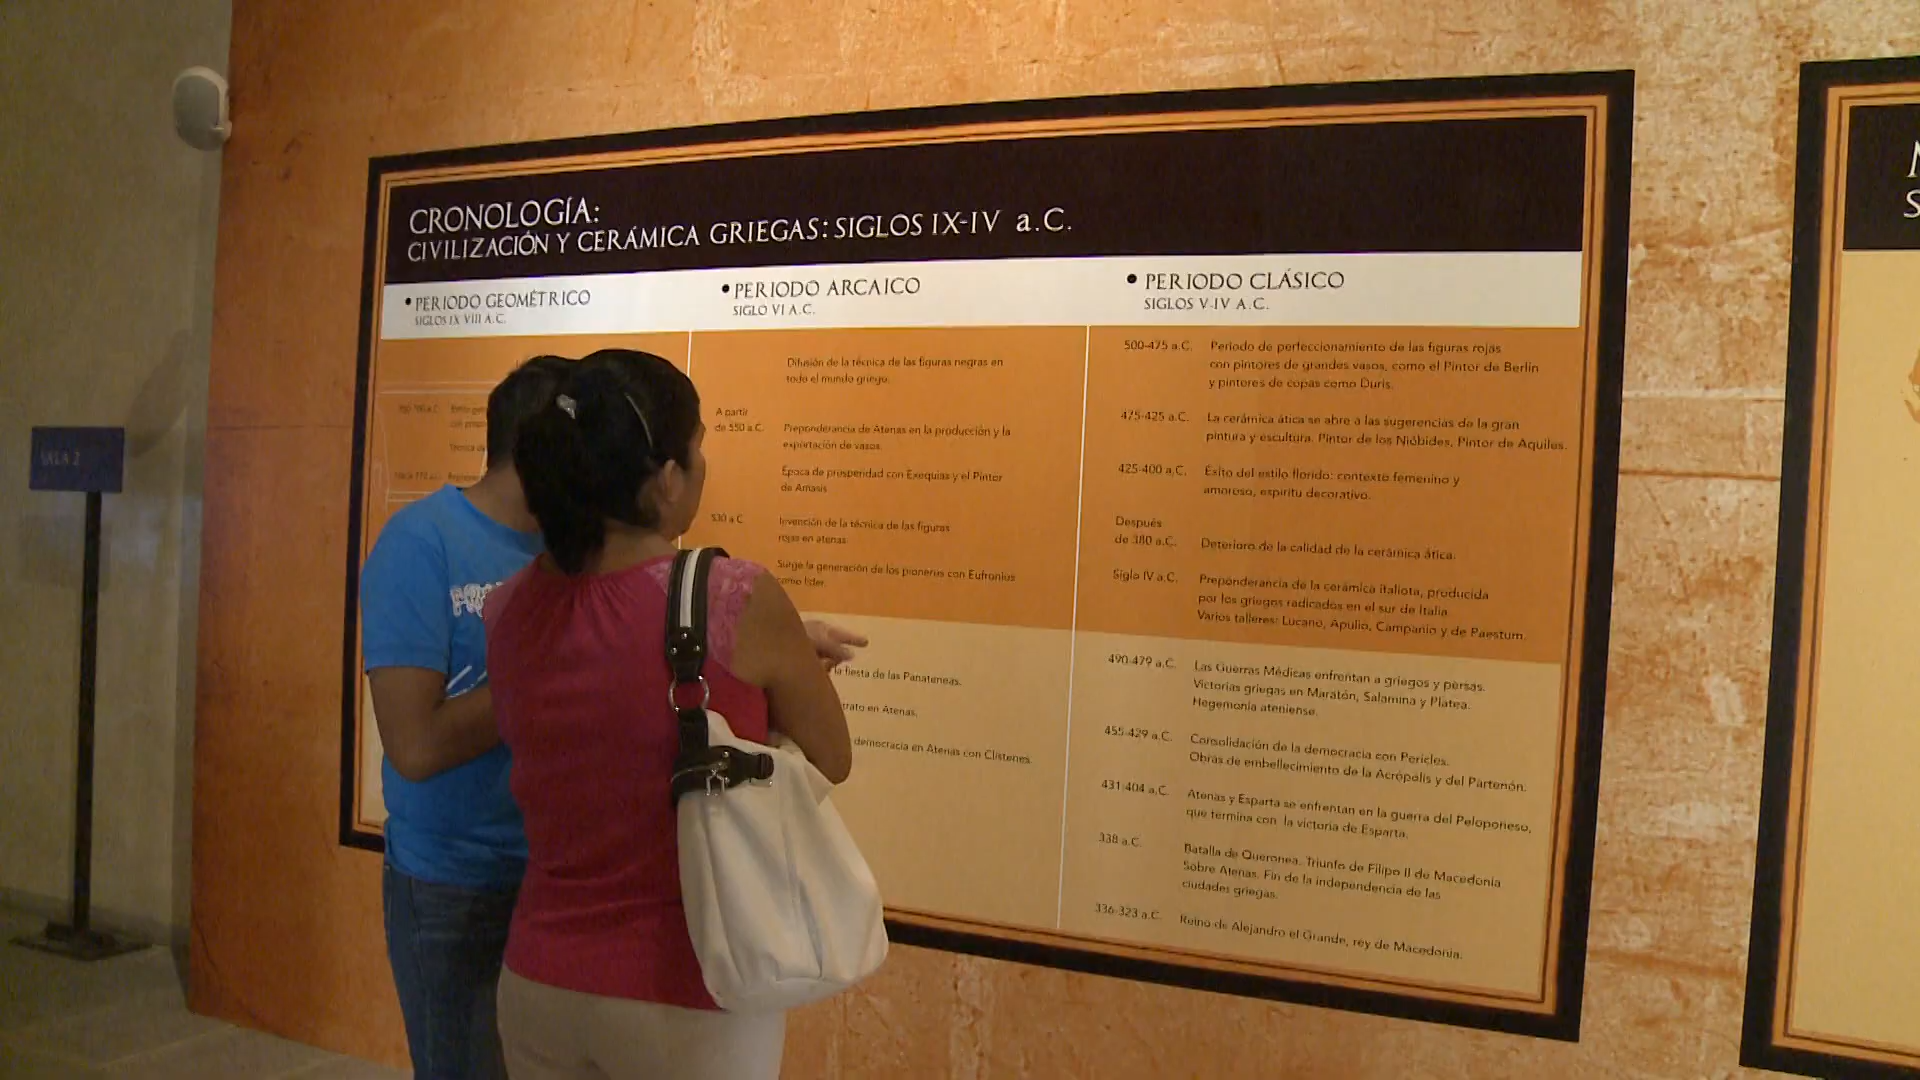 SALA 2
CRONOLOGÍA:
CIVILIZACIÓN Y CERÁMICA GRIEGAS: SIGLOS IX-IV a.C.
• PERIODO GEOMÉTRICO
SIGLOS IX VIII A.C.
• PERIODO ARCAICO
SIGLO VI A.C.
Difusión de la técnica de las figuras negras en
todo el mundo griego.
A partir
de 550 a.C. Preponderancia de Atenas en la producción y la
exportación de vasos.
Época de prosperidad con Exequias y el Pintor
de Amasis
530 a.C Invención de la técnica de las figuras
rojas en atenas
Surge la generación de los pioneros con Eufronius
como líder.
la fiesta de las Panateneas.
trato en Atenas.
democracia en Atenas con Clístenes.
• PERIODO CLÁSICO
SIGLOS V-IV A.C.
500-475 a.C. Periodo de perfeccionamiento de las figuras rojas
con pintores de grandes vasos, como el Pintor de Berlin
y pintores de copas como Duris.
475-425 a.C. La cerámica ática se abre a las sugerencias de la gran
pintura y escultura. Pintor de los Nióbides, Pintor de Aquiles.
425-400 a.C. Éxito del estilo florido: contexto femenino y
amoroso, espíritu decorativo.
Después
de 380 a.C. Deterioro de la calidad de la cerámica ática.
Siglo IV a.C. Preponderancia de la cerámica italiota, producida
por los griegos radicados en el sur de Italia.
Varios talleres: Lucano, Apulio, Campanio y de Paestum.
490-479 a.C. Las Guerras Médicas enfrentan a griegos y persas.
Victorias griegas en Maratón, Salamina y Platea.
Hegemonía ateniense.
455-429 a.C. Consolidación de la democracia con Pericles.
Obras de embellecimiento de la Acrópolis y del Partenón.
431-404 a.C. Atenas y Esparta se enfrentan en la guerra del Peloponeso,
que termina con la victoria de Esparta.
338 a.C. Batalla de Queronea. Triunfo de Filipo II de Macedonia
Sobre Atenas. Fin de la independencia de las
ciudades griegas.
336-323 a.C. Reino de Alejandro el Grande, rey de Macedonia.